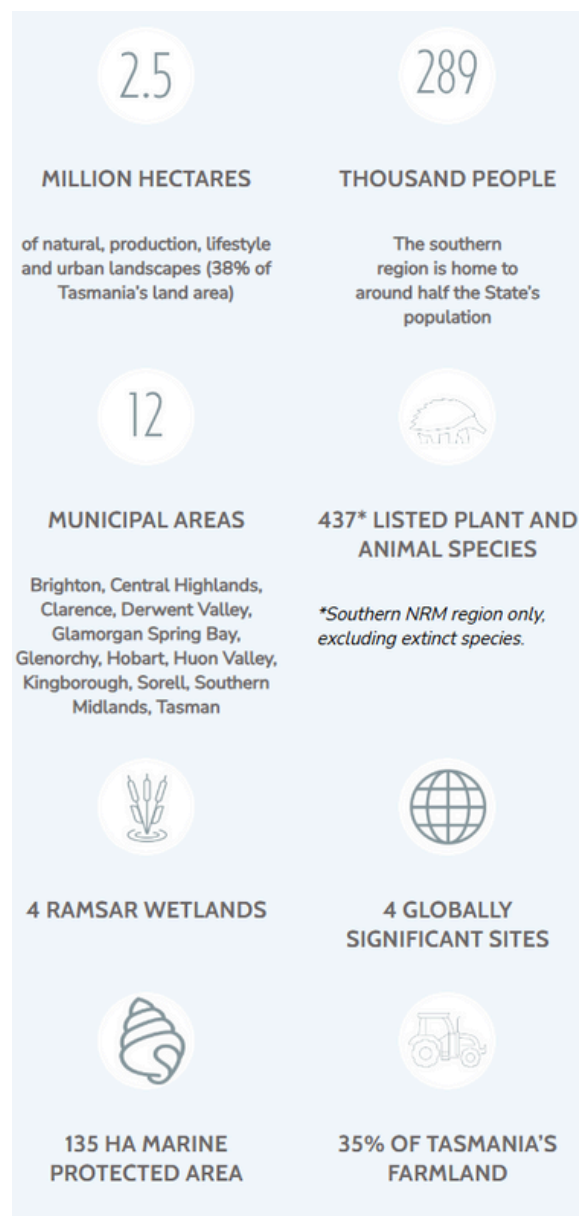 2.5
MILLION HECTARES
of natural, production, lifestyle
and urban landscapes (38% of
Tasmania's land area)
289
THOUSAND PEOPLE
The southern
region is home to
around half the State's
population
12
MUNICIPAL AREAS
Brighton, Central Highlands,
Clarence, Derwent Valley,
Glamorgan Spring Bay,
Glenorchy, Hobart, Huon Valley,
Kingborough, Sorell, Southern
Midlands, Tasman
437* LISTED PLANT AND
ANIMAL SPECIES
*Southern NRM region only,
excluding extinct species.
4 RAMSAR WETLANDS
4 GLOBALLY
SIGNIFICANT SITES
135 HA MARINE
PROTECTED AREA
35% OF TASMANIA'S
FARMLAND